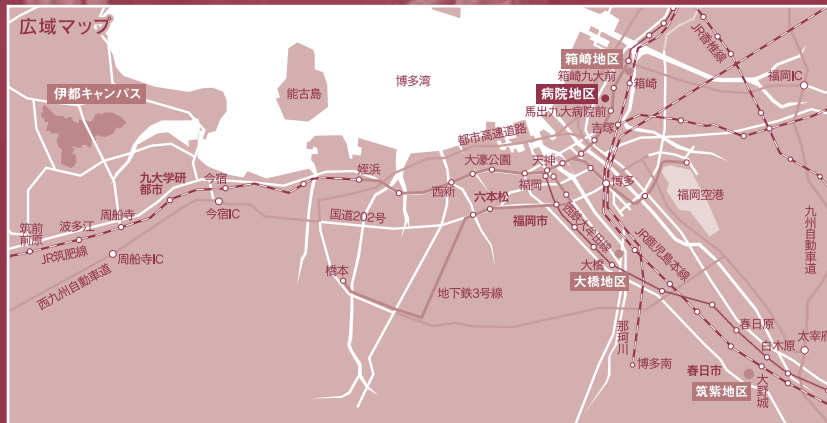 広域マップ
伊都キャンパス
能古島
博多湾
箱崎地区
箱崎九大前
箱崎
病院地区
馬出九大病院前
吉塚
JR香椎線
福岡IC
都市高速道路
九大学研
都市
今宿
姪浜
西新
大濠公園
天神
福岡
六本松
博多
福岡空港
福岡市
西鉄大牟田線
JR鹿児島本線
九州自動車道
筑前
前原
波多江
周船寺
今宿IC
国道202号
JR筑肥線
周船寺IC
西九州自動車道
橋本
地下鉄3号線
大橋
大橋地区
那珂川
博多南
春日原
白木原
太宰府
春日市
大野城
筑紫地区